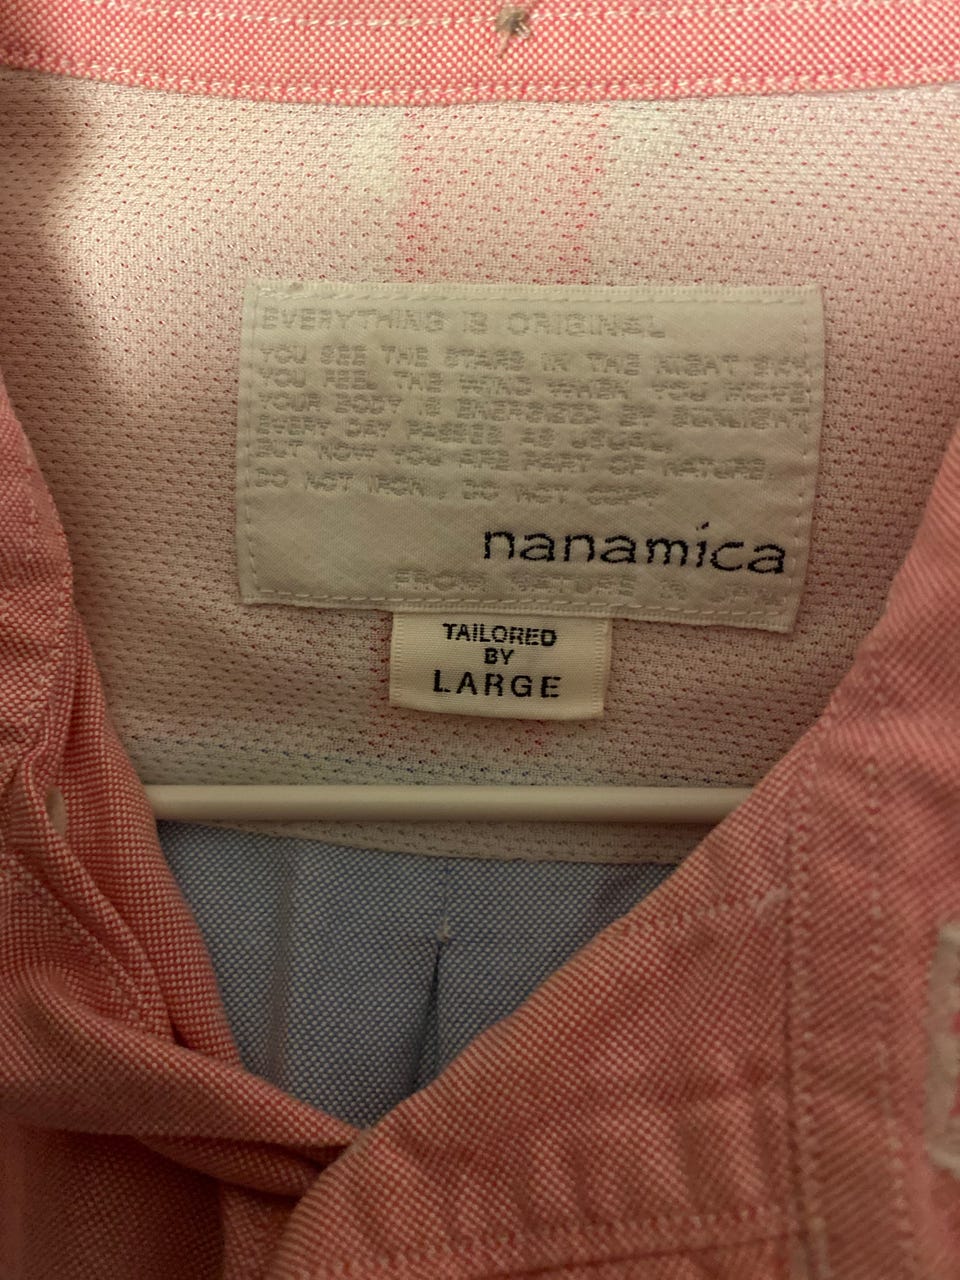 EVERYTHING IS ORIGINAL
YOU SEE THE STARS IN THE NIGHT SKY,
YOU FEEL THE WIND WHEN YOU MOVE,
YOUR BODY IS ENERGIZED BY SUNLIGHT,
EVERY DAY PASSES AS USUAL,
BUT NOW YOU ARE PART OF NATURE.
DO NOT IRON / DO NOT COPY
nanamica
TAILORED
BY
LARGE